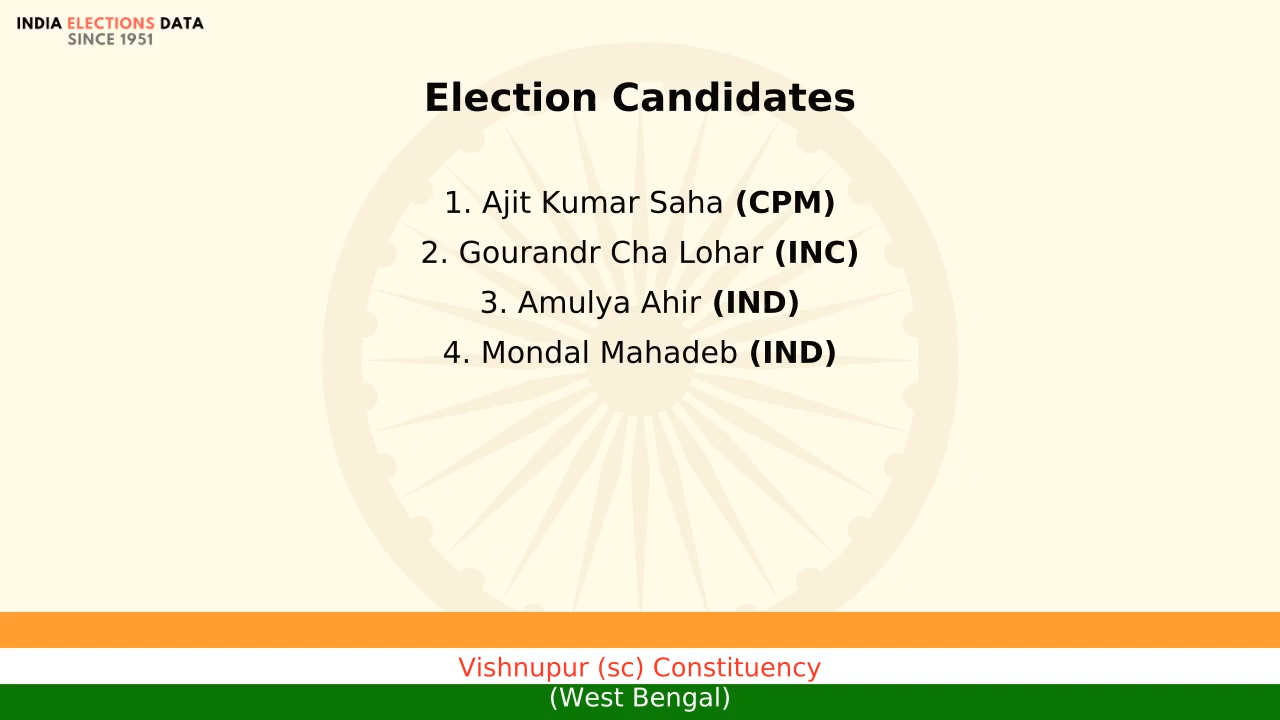 INDIA ELECTIONS DATA
SINCE 1951
Election Candidates
1. Ajit Kumar Saha (CPM)
2. Gourandr Cha Lohar (INC)
3. Amulya Ahir (IND)
4. Mondal Mahadeb (IND)
Vishnupur (sc) Constituency
(West Bengal)